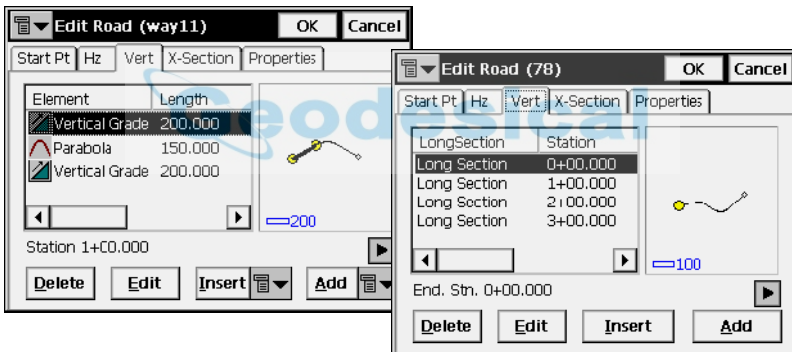 Edit Road (way11) OK Cancel
Start Pt Hz Vert X-Section Properties
Element Length
Vertical Grade 200.000
Parabola 150.000
Vertical Grade 200.000
200
Station 1+00.000
Delete Edit Insert Add
Edit Road (78) OK Cancel
Start Pt Hz Vert X-Section Properties
LongSection Station
Long Section 0+00.000
Long Section 1+00.000
Long Section 2+00.000
Long Section 3+00.000
100
End. Stn. 0+00.000
Delete Edit Insert Add
Geodesical